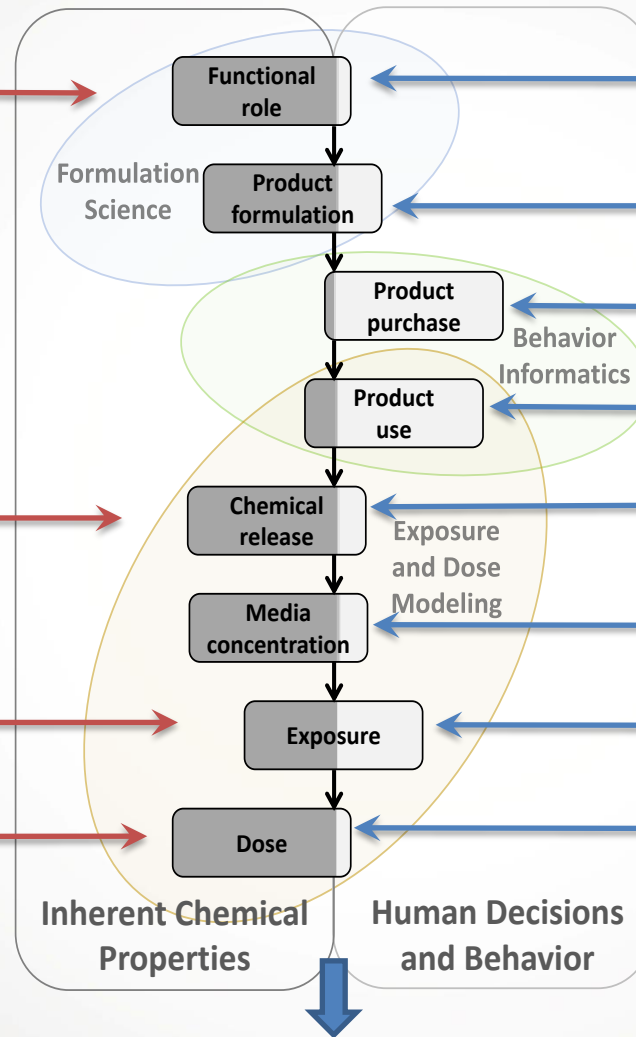 Functional
role
Formulation
Science
Product
formulation
Product
purchase
Behavior
Informatics
Product
use
Chemical
release
Exposure
and Dose
Modeling
Media
concentration
Exposure
Dose
Inherent Chemical
Properties
Human Decisions
and Behavior